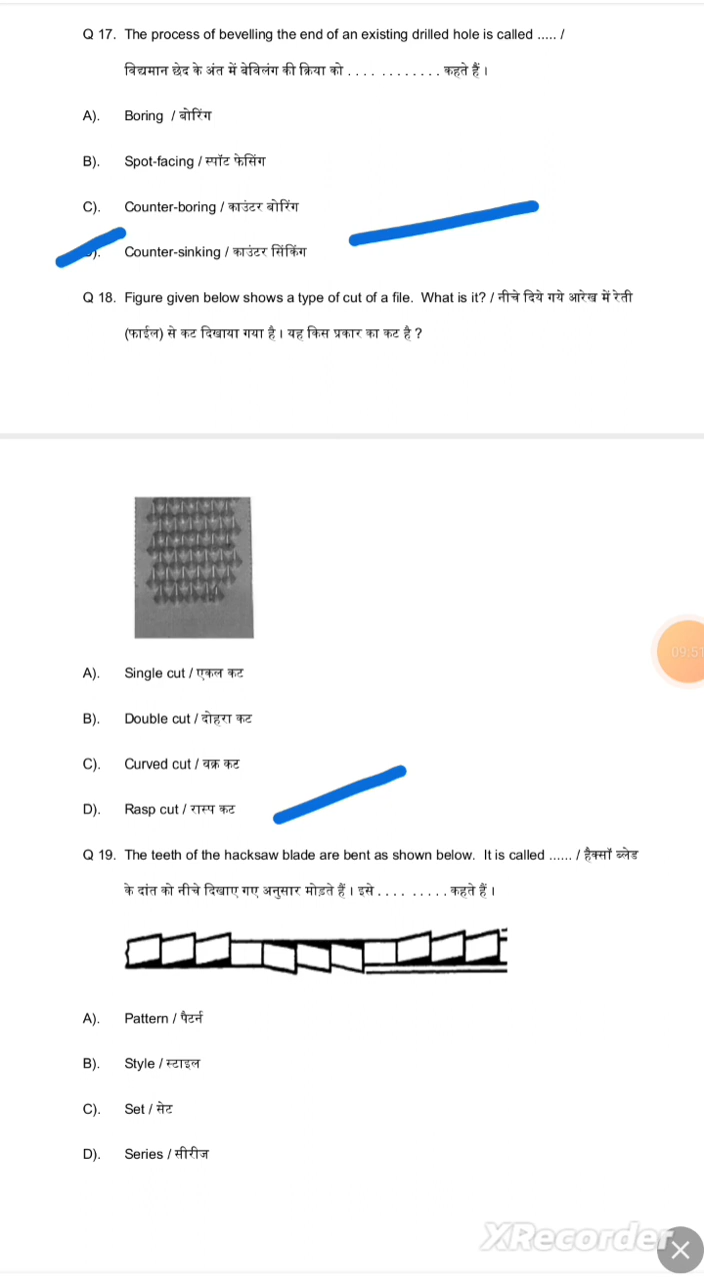 Q 17. The process of bevelling the end of an existing drilled hole is called ..... /
विद्यमान छेद के अंत में बेविलंग की क्रिया को . . . . . . . . . . . . . कहते हैं ।
A). Boring / बोरिंग
B). Spot-facing / स्पॉट फेसिंग
C). Counter-boring / काउंटर बोरिंग
D). Counter-sinking / काउंटर सिंकिंग
Q 18. Figure given below shows a type of cut of a file. What is it? / नीचे दिये गये आरेख में रेती
(फाईल) से कट दिखाया गया है । यह किस प्रकार का कट है ?
09:51
A). Single cut / एकल कट
B). Double cut / दोहरा कट
C). Curved cut / वक्र कट
D). Rasp cut / रास्प कट
Q 19. The teeth of the hacksaw blade are bent as shown below. It is called ...... / हैक्सॉ ब्लेड
के दांत को नीचे दिखाए गए अनुसार मोड़ते हैं । इसे . . . . . . . . . . कहते हैं ।
A). Pattern / पैटर्न
B). Style / स्टाइल
C). Set / सेट
D). Series / सीरीज
XRecorder